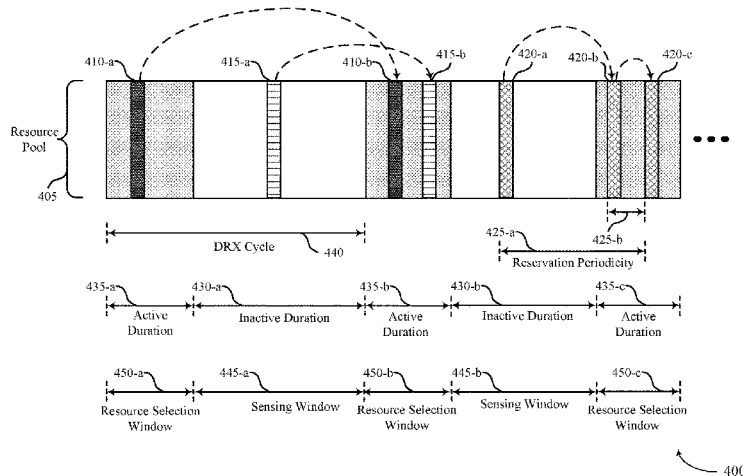 410-a
415-a
410-b
415-b
420-a
420-b
420-c
Resource
Pool
405
DRX Cycle
440
425-a
425-b
Reservation Periodicity
435-a
430-a
435-b
430-b
435-c
Active
Duration
Inactive Duration
Active
Duration
Inactive Duration
Active
Duration
450-a
445-a
450-b
445-b
450-c
Resource Selection
Window
Sensing Window
Resource Selection
Window
Sensing Window
Resource Selection
Window
400